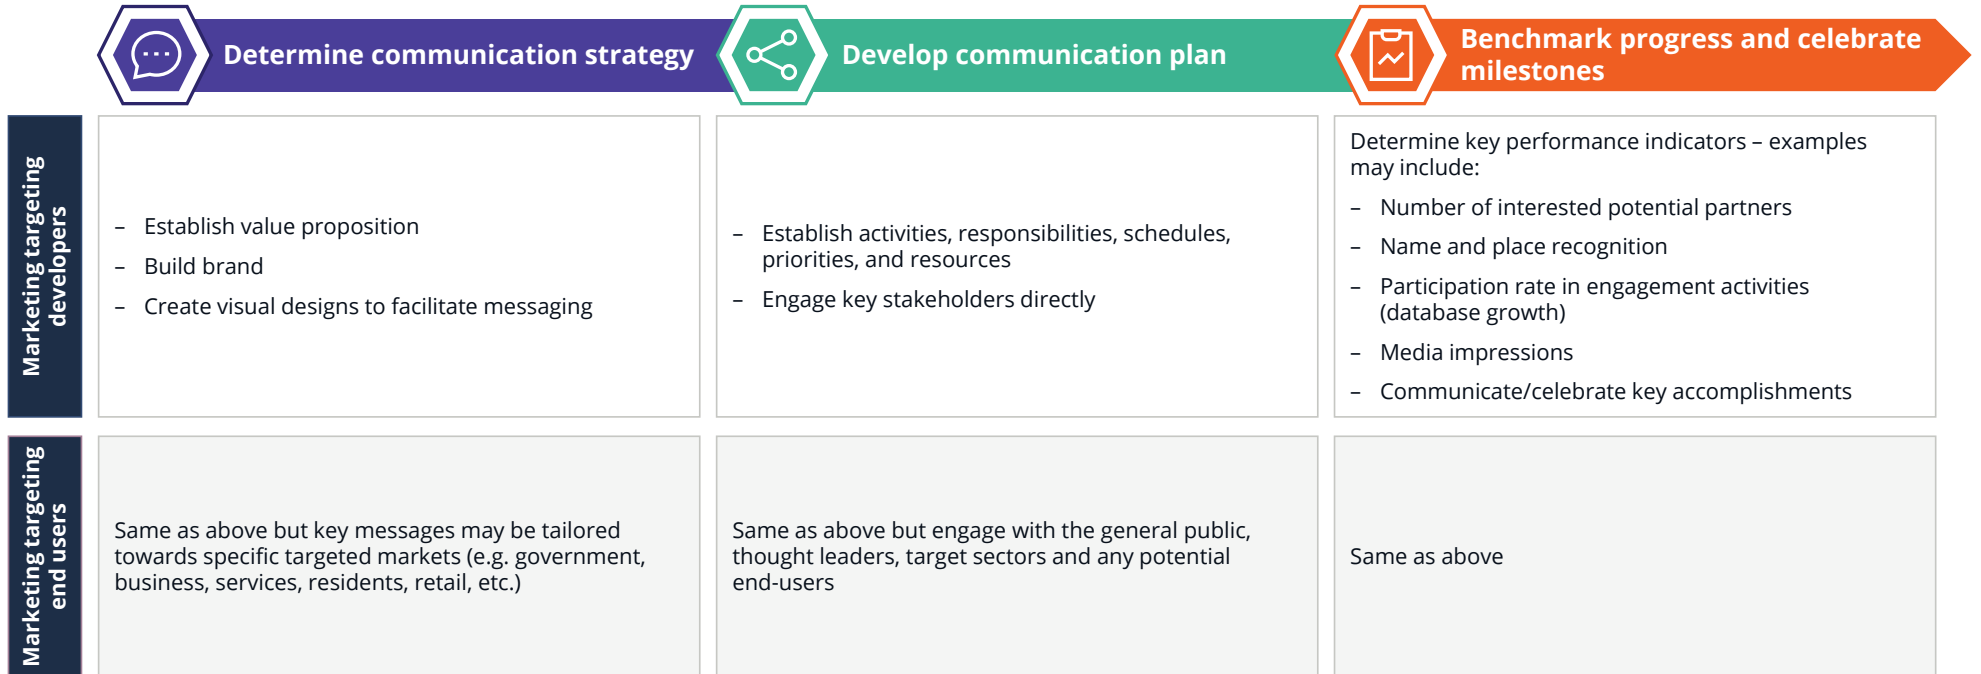 Determine communication strategy
Develop communication plan
Benchmark progress and celebrate
milestones
Marketing targeting
developers
– Establish value proposition
– Build brand
– Create visual designs to facilitate messaging
– Establish activities, responsibilities, schedules,
priorities, and resources
– Engage key stakeholders directly
Determine key performance indicators – examples
may include:
– Number of interested potential partners
– Name and place recognition
– Participation rate in engagement activities
(database growth)
– Media impressions
– Communicate/celebrate key accomplishments
Marketing targeting
end users
Same as above but key messages may be tailored
towards specific targeted markets (e.g. government,
business, services, residents, retail, etc.)
Same as above but engage with the general public,
thought leaders, target sectors and any potential
end-users
Same as above